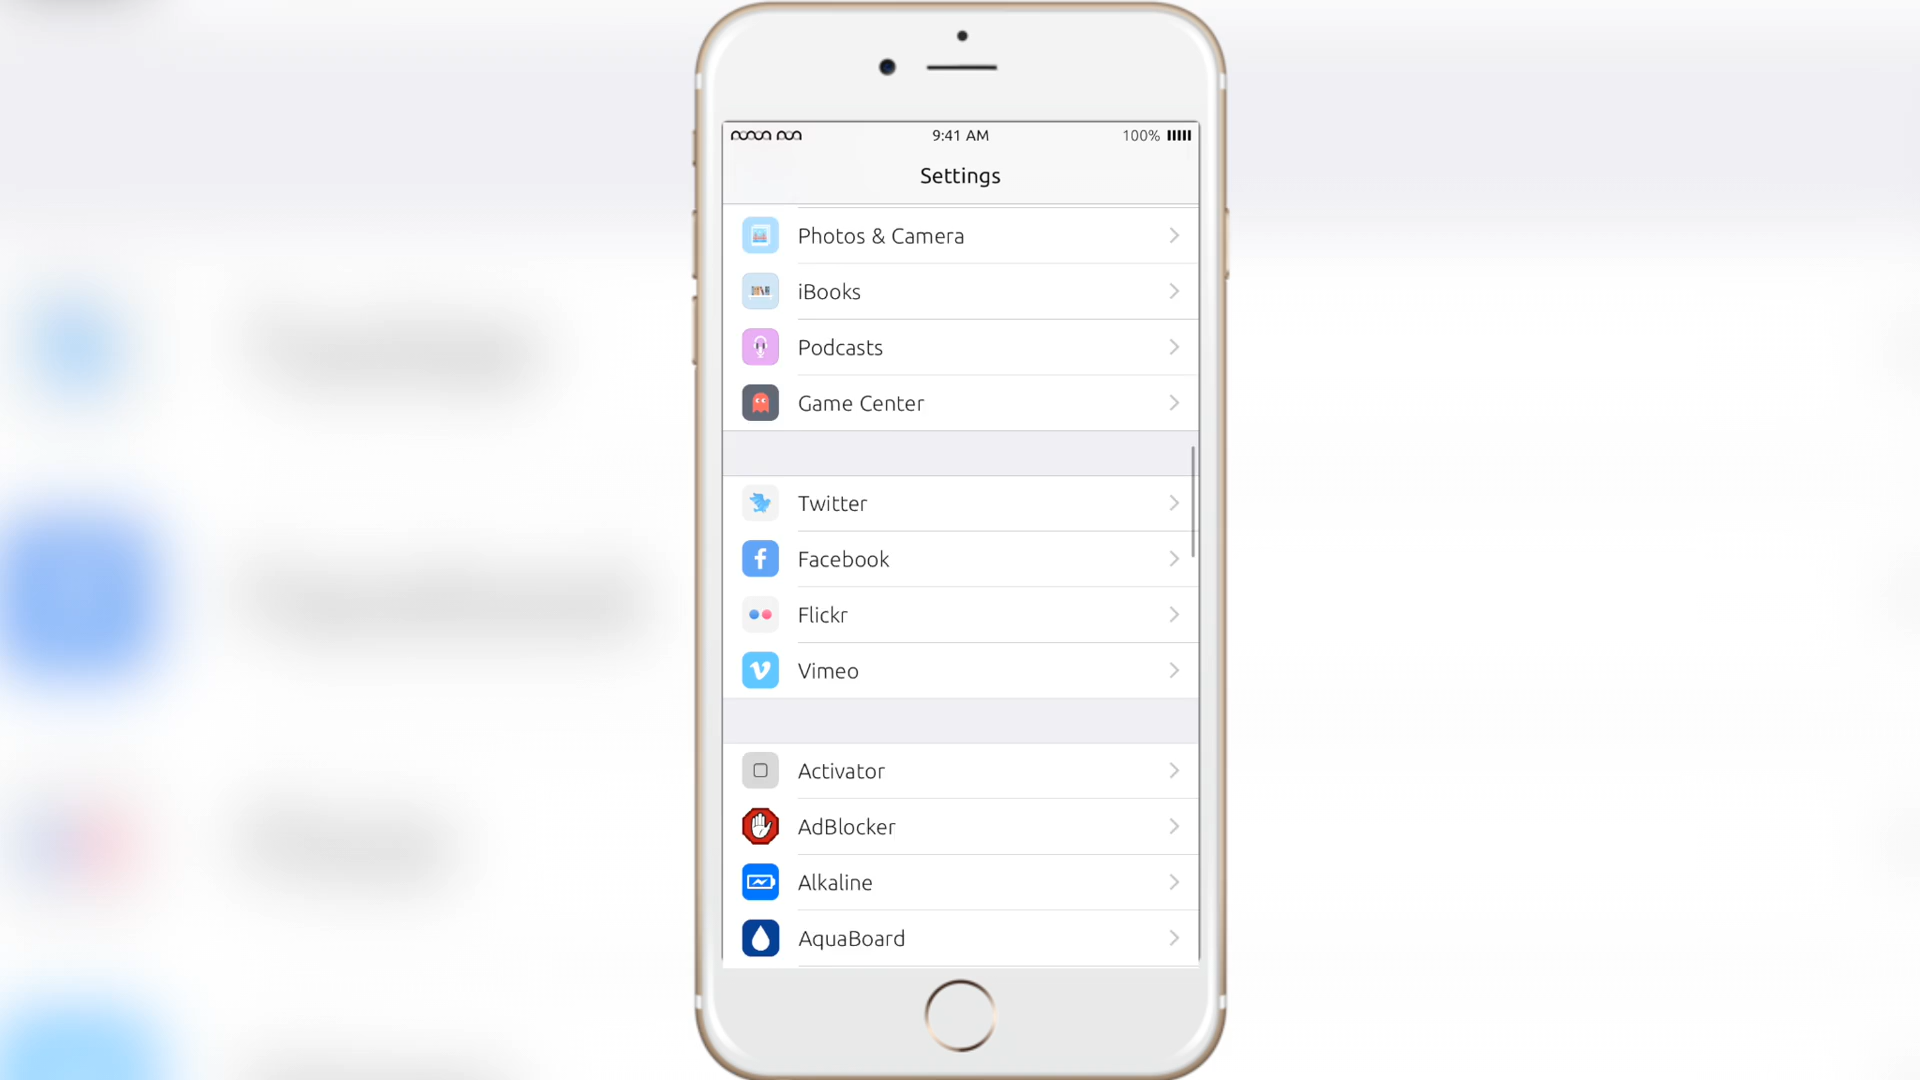 9:41 AM
100%
Settings
Photos & Camera
iBooks
Podcasts
Game Center
Twitter
Facebook
Flickr
Vimeo
Activator
AdBlocker
Alkaline
AquaBoard